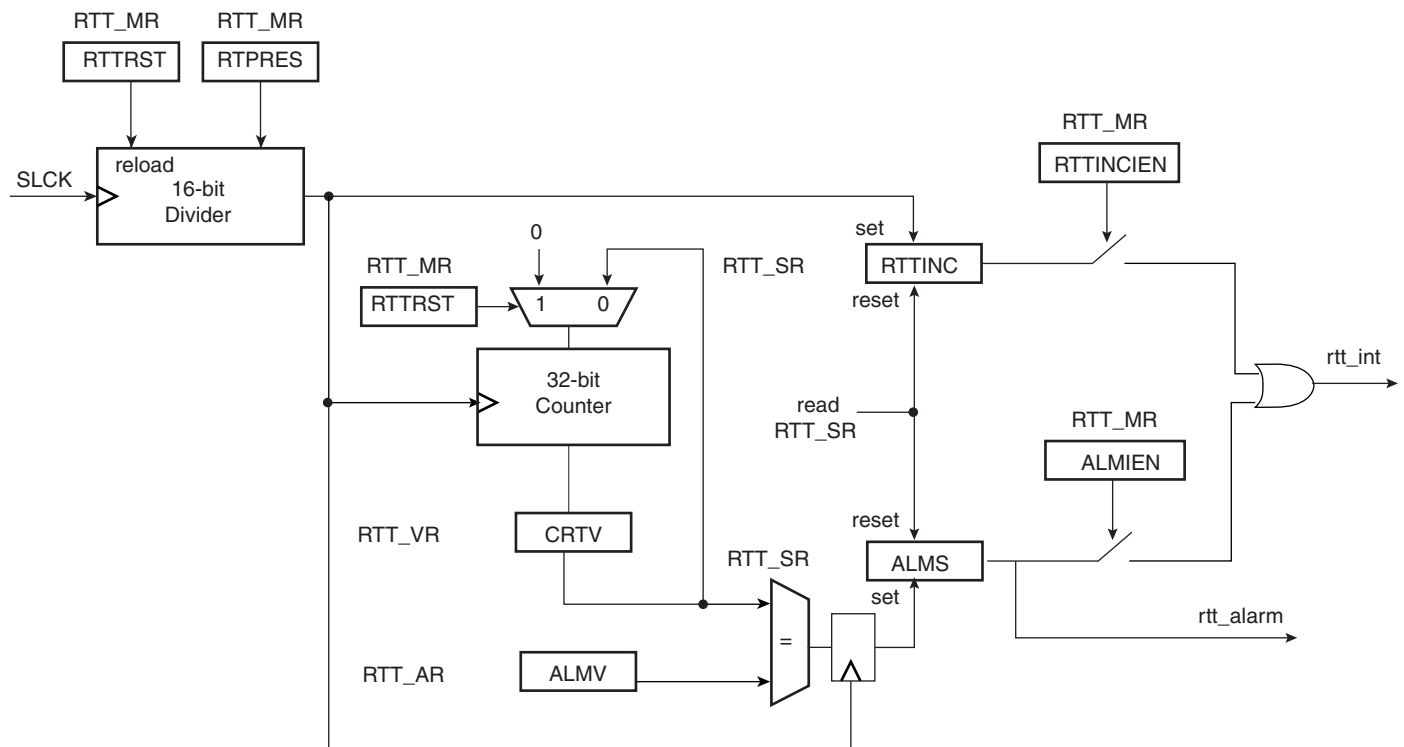 RTT_MR
RTT_MR
RTTRST
RTPRES
reload
16-bit
Divider
SLCK
RTT_MR
RTTINCIEN
0
set
RTT_MR
RTT_SR
RTTINC
RTTRST
1
0
reset
32-bit
Counter
rtt_int
read
RTT_SR
RTT_MR
ALMIEN
reset
RTT_VR
CRTV
RTT_SR
ALMS
set
rtt_alarm
=
RTT_AR
ALMV